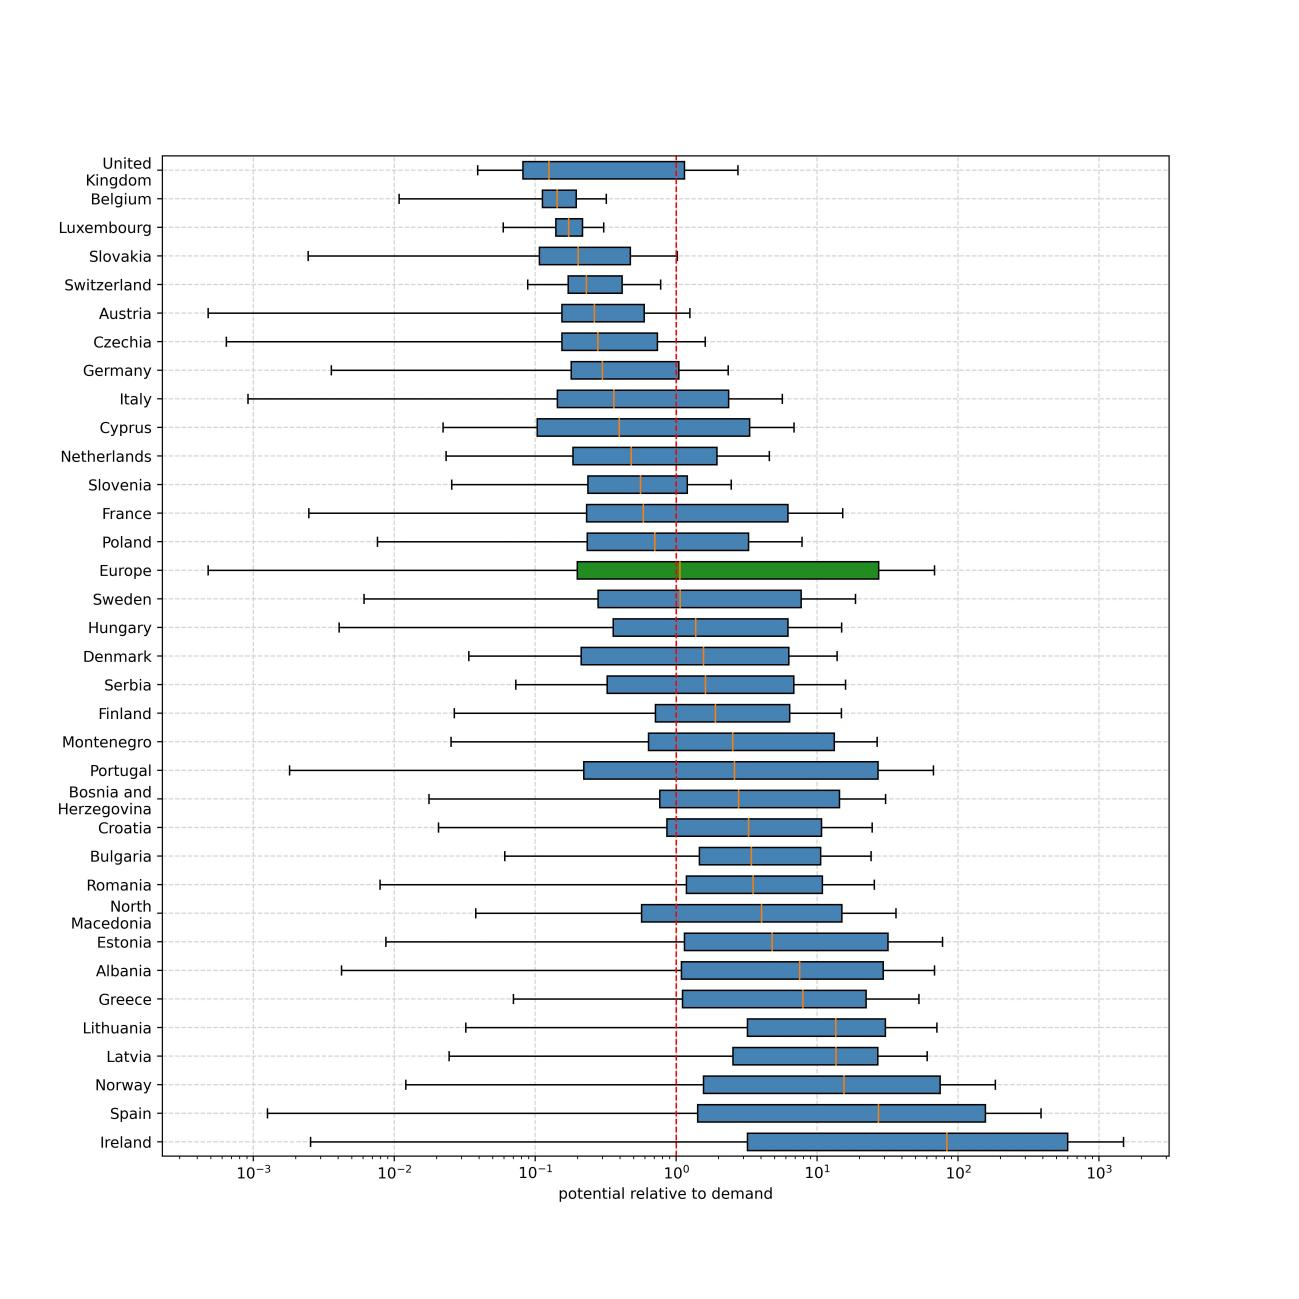 United
Kingdom
Belgium
Luxembourg
Slovakia
Switzerland
Austria
Czechia
Germany
Italy
Cyprus
Netherlands
Slovenia
France
Poland
Europe
Sweden
Hungary
Denmark
Serbia
Finland
Montenegro
Portugal
Bosnia and
Herzegovina
Croatia
Bulgaria
Romania
North
Macedonia
Estonia
Albania
Greece
Lithuania
Latvia
Norway
Spain
Ireland
10⁻³ 10⁻² 10⁻¹ 10⁰ 10¹ 10² 10³
potential relative to demand